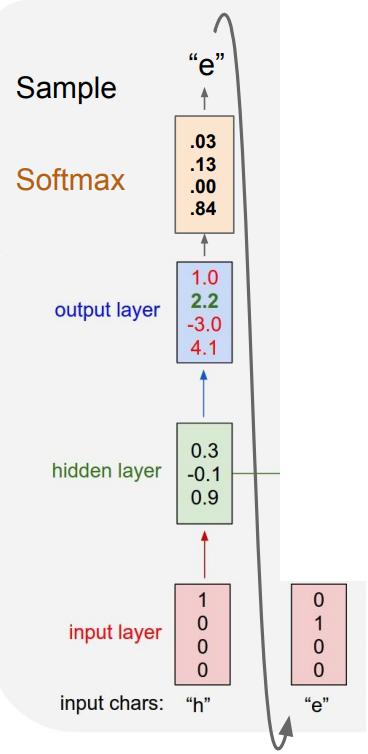 “e”
Sample
Softmax
.03
.13
.00
.84
output layer
1.0
2.2
-3.0
4.1
hidden layer
0.3
-0.1
0.9
input layer
1
0
0
0
0
1
0
0
input chars: “h” “e”